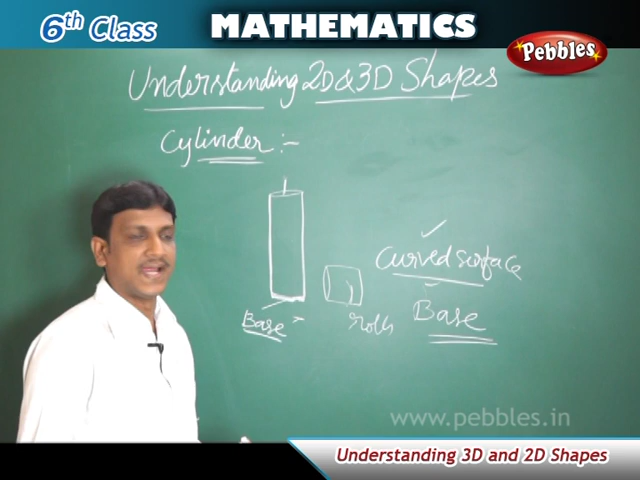 6th Class
MATHEMATICS
Pebbles
Understanding 2D & 3D Shapes
Cylinder :-
Curved surface
Base
rolls
Base
www.pebbles.in
Understanding 3D and 2D Shapes